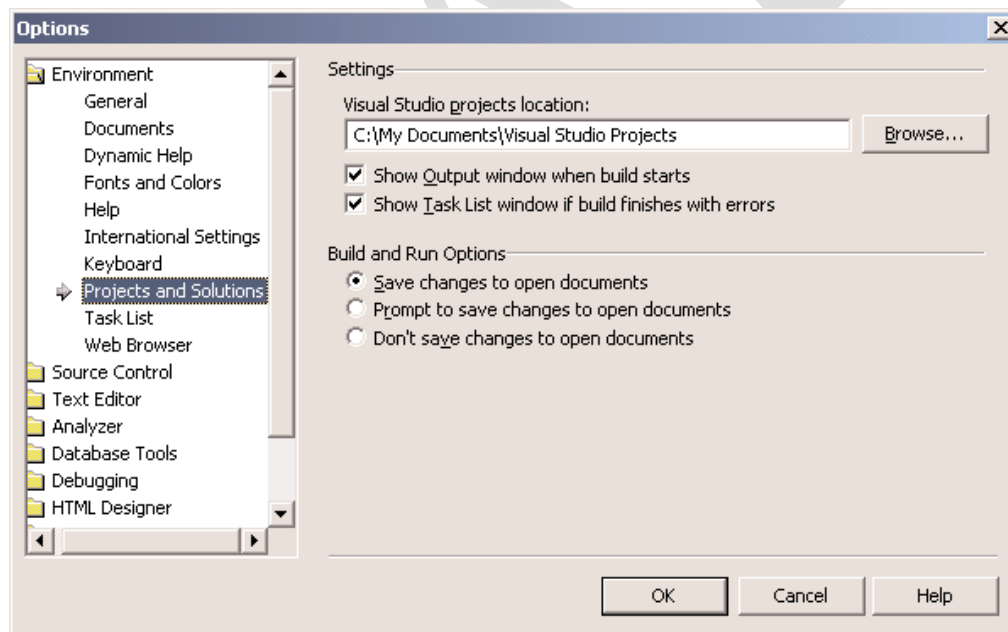 Options
Environment
General
Documents
Dynamic Help
Fonts and Colors
Help
International Settings
Keyboard
Projects and Solutions
Task List
Web Browser
Source Control
Text Editor
Analyzer
Database Tools
Debugging
HTML Designer
Settings
Visual Studio projects location:
C:\My Documents\Visual Studio Projects
Browse...
Show Output window when build starts
Show Task List window if build finishes with errors
Build and Run Options
Save changes to open documents
Prompt to save changes to open documents
Don't save changes to open documents
OK
Cancel
Help